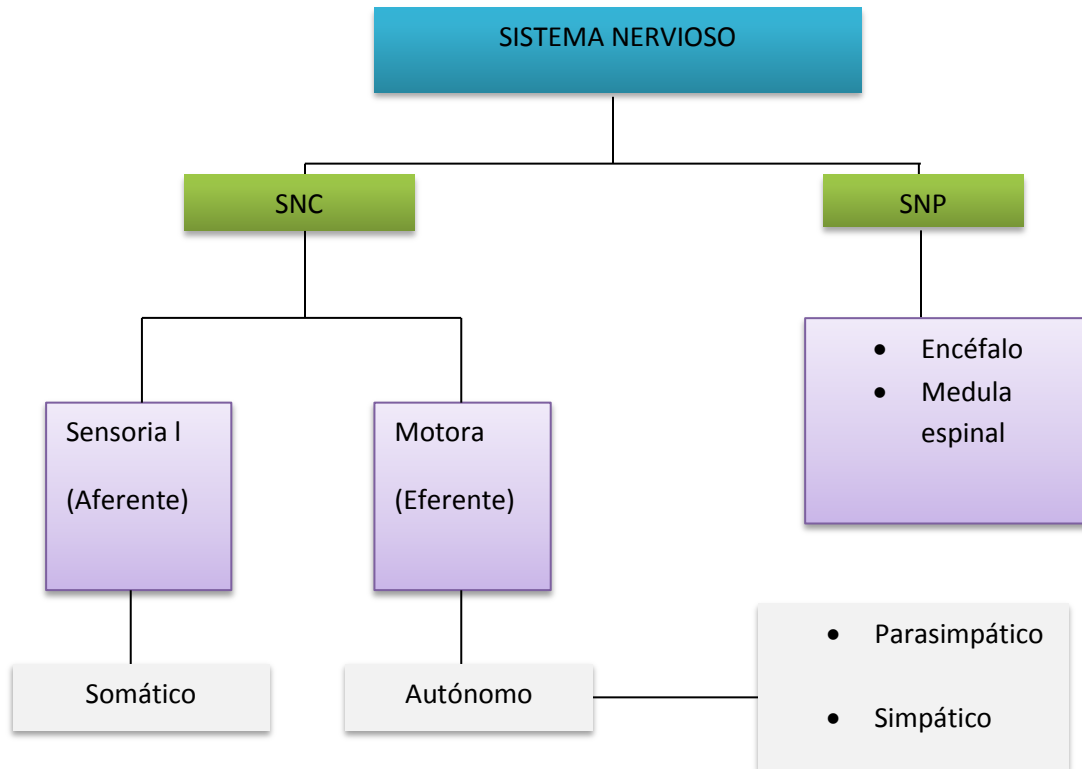 SISTEMA NERVIOSO
SNC
SNP
• Encéfalo
• Medula
espinal
Sensoria l
(Aferente)
Motora
(Eferente)
Somático
Autónomo
• Parasimpático
• Simpático